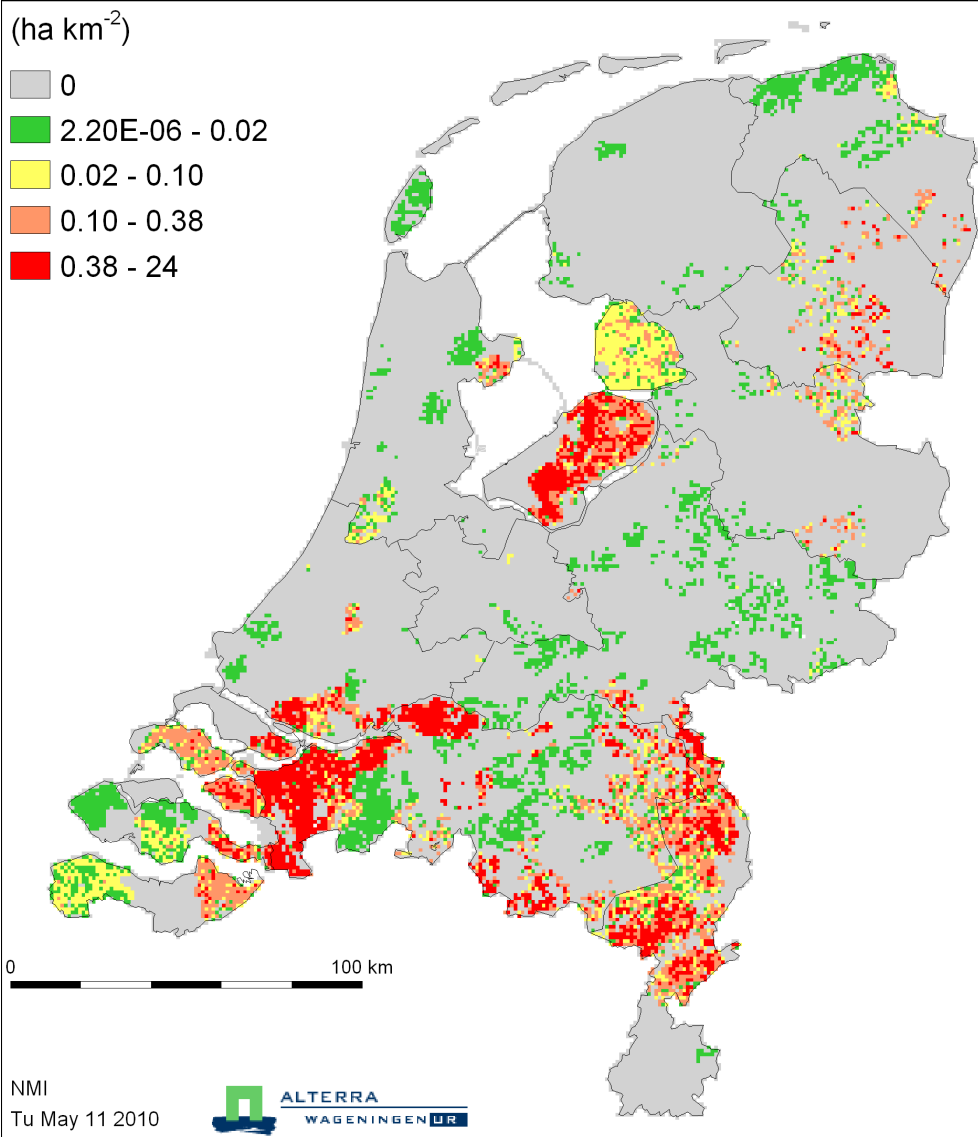 (ha km-2)
0
2.20E-06 - 0.02
0.02 - 0.10
0.10 - 0.38
0.38 - 24
0 100 km
NMI
Tu May 11 2010
ALTERRA
WAGENINGEN UR